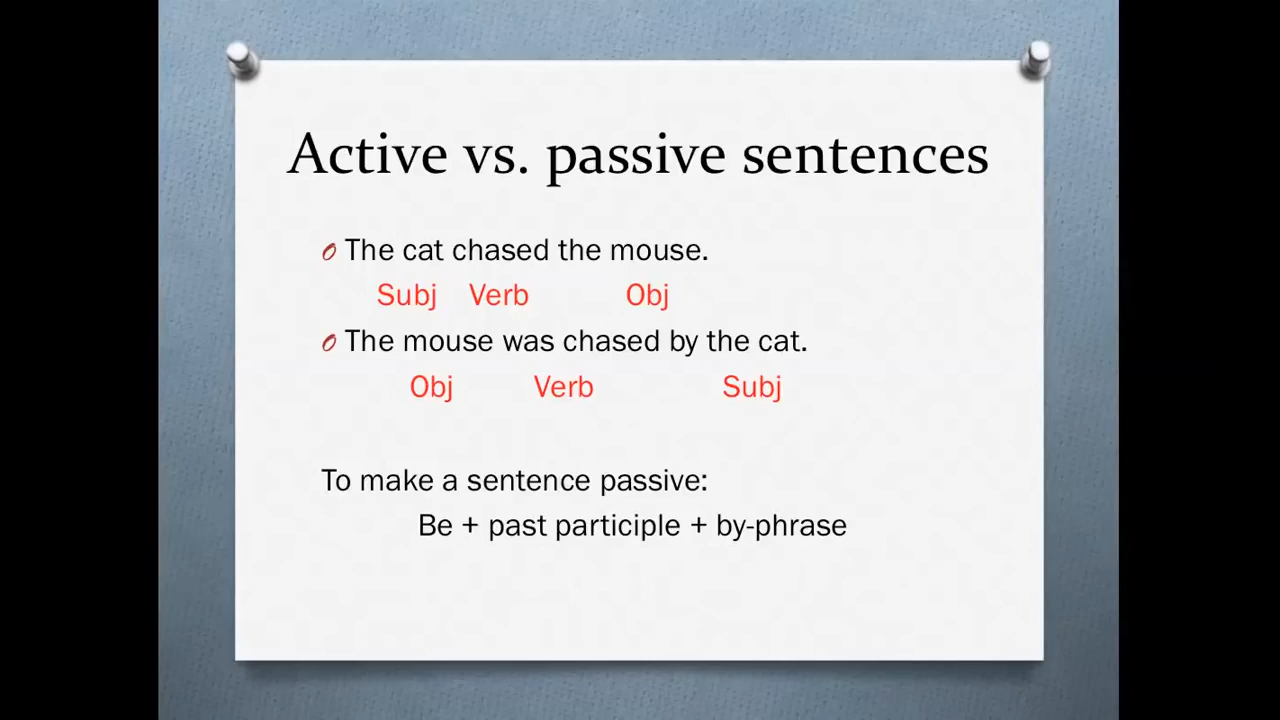 Active vs. passive sentences
The cat chased the mouse.
Subj Verb Obj
The mouse was chased by the cat.
Obj Verb Subj
To make a sentence passive:
Be + past participle + by-phrase